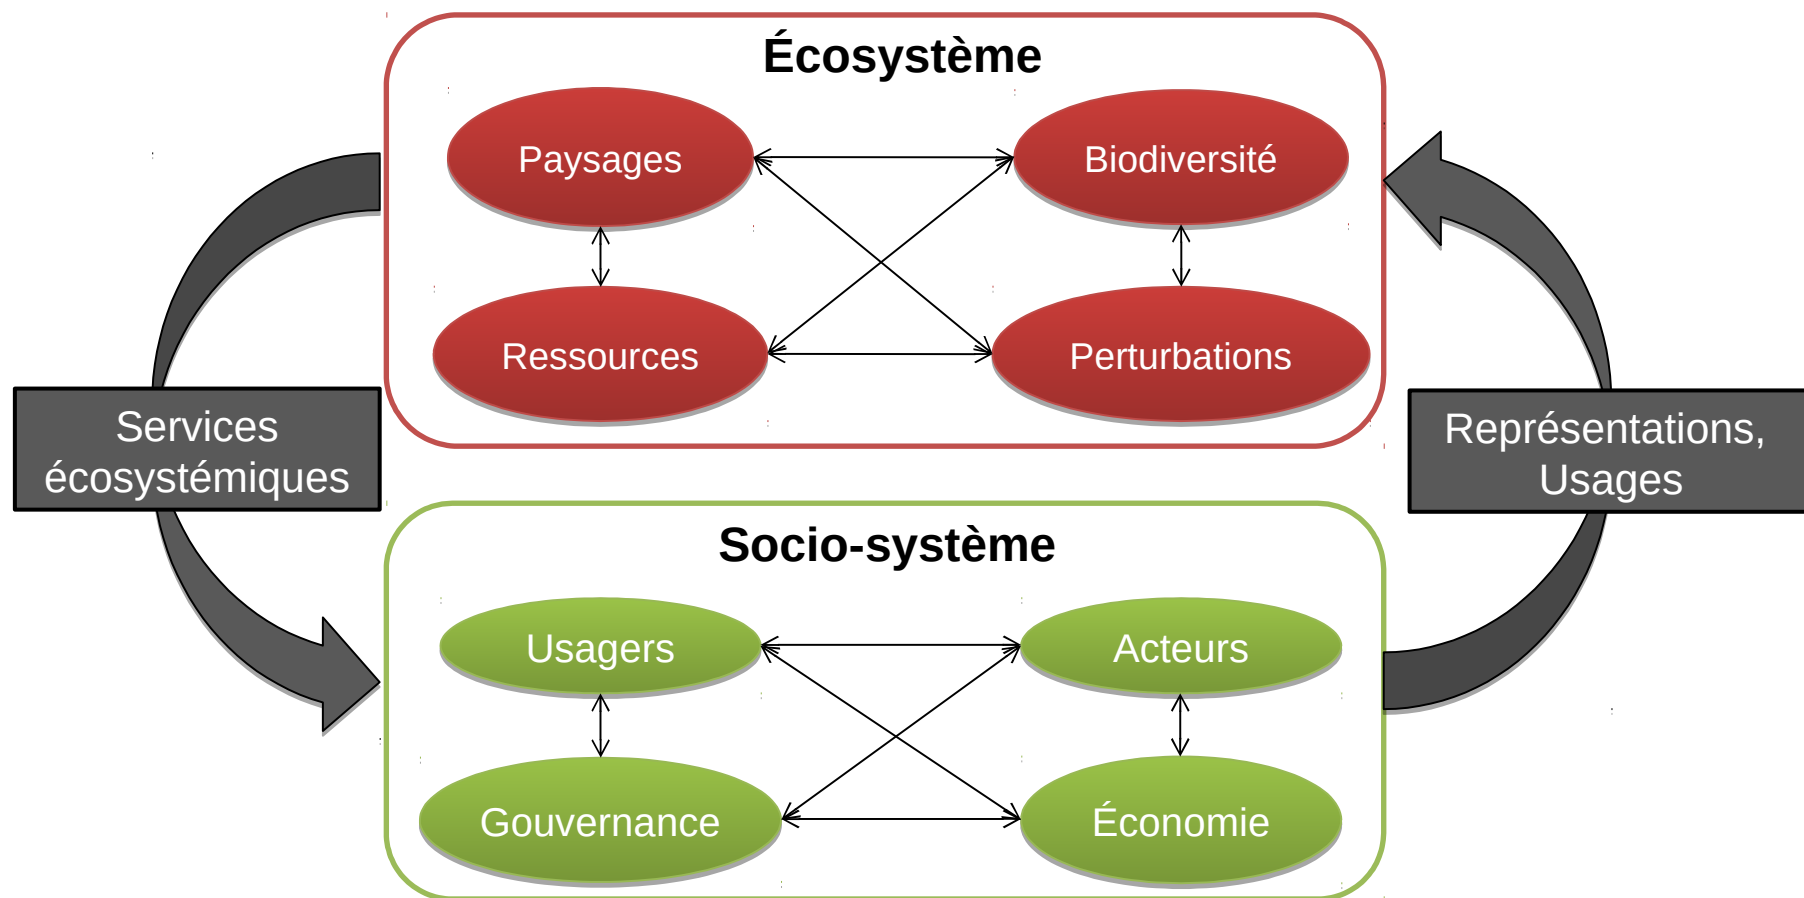 Écosystème
Paysages
Biodiversité
Ressources
Perturbations
Services
écosystémiques
Représentations,
Usages
Socio-système
Usagers
Acteurs
Gouvernance
Économie